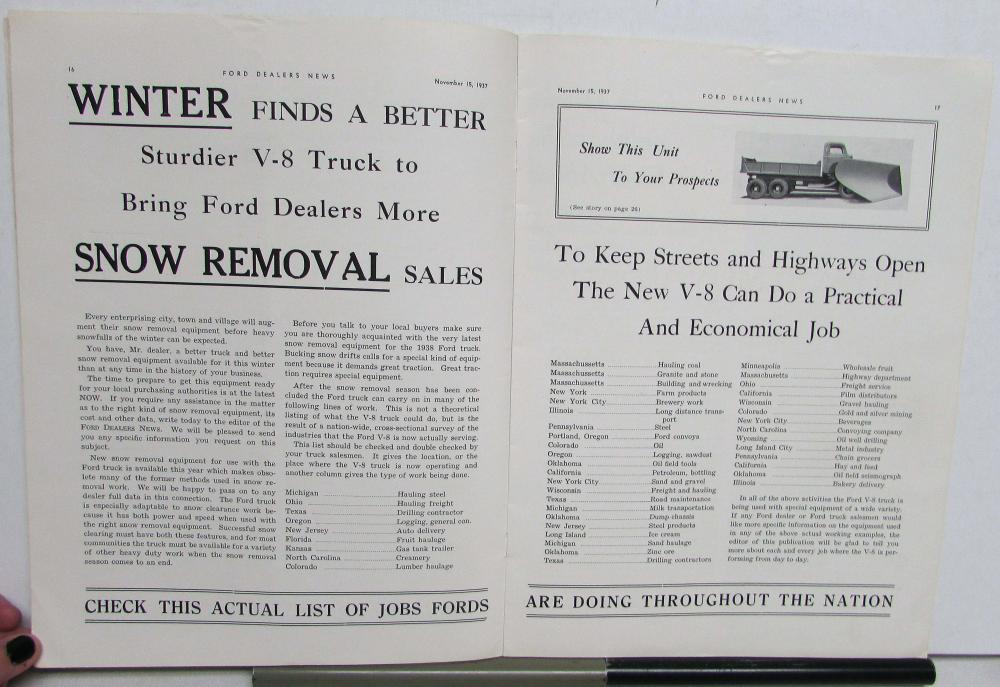 16
FORD DEALERS NEWS
November 15, 1937
WINTER FINDS A BETTER
Sturdier V-8 Truck to
Bring Ford Dealers More
SNOW REMOVAL SALES
Every enterprising city, town and village will aug-
ment their snow removal equipment before heavy
snowfalls of the winter can be expected.
You have, Mr. dealer, a better truck and better
snow removal equipment available for it this winter
than at any time in the history of your business.
The time to prepare to get this equipment ready
for your local purchasing authorities is at the latest
NOW. If you require any assistance in the matter
as to the right kind of snow removal equipment, its
cost and other data, write today to the editor of the
FORD DEALERS NEWS. We will be pleased to send
you any specific information you request on this
subject.
New snow removal equipment for use with the
Ford truck is available this year which makes obso-
lete many of the former methods used in snow re-
moval work. We will be happy to pass on to any
dealer full data in this connection. The Ford truck
is especially adaptable to snow clearance work be-
cause it has both power and speed when used with
the right snow removal equipment. Successful snow
clearing must have both these features, and for most
communities the truck must be available for a variety
of other heavy duty work when the snow removal
season comes to an end.
Before you talk to your local buyers make sure
you are thoroughly acquainted with the very latest
snow removal equipment for the 1938 Ford truck.
Bucking snow drifts calls for a special kind of equip-
ment because it demands great traction. Great trac-
tion requires special equipment.
After the snow removal season has been con-
cluded the Ford truck can carry on in many of the
following lines of work. This is not a theoretical
listing of what the V-8 truck could do, but is the
result of a nation-wide, cross-sectional survey of the
industries that the Ford V-8 is now actually serving.
This list should be checked and double checked by
your truck salesmen. It gives the location, or the
place where the V-8 truck is now operating and
another column gives the type of work being done.
Michigan Hauling steel
Ohio Hauling freight
Texas Drilling contractor
Oregon Logging, general con.
New Jersey Auto delivery
Florida Fruit haulage
Kansas Gas tank trailer
North Carolina Creamery
Colorado Lumber haulage
CHECK THIS ACTUAL LIST OF JOBS FORDS
November 15, 1937
FORD DEALERS NEWS
17
Show This Unit
To Your Prospects
(See story on page 26)
To Keep Streets and Highways Open
The New V-8 Can Do a Practical
And Economical Job
Massachusetts Hauling coal
Massachusetts Granite and stone
Massachusetts Building and wrecking
New York Farm products
New York City Brewery work
Illinois Long distance trans-
port
Pennsylvania Steel
Portland, Oregon Ford convoys
Colorado Oil
Oregon Logging, sawdust
Oklahoma Oil field tools
California Petroleum, bottling
New York City Sand and gravel
Wisconsin Freight and hauling
Texas Road maintenance
Michigan Milk transportation
Oklahoma Dump chassis
New Jersey Steel products
Long Island Ice cream
Michigan Sand haulage
Oklahoma Zinc ore
Texas Drilling contractors
Minneapolis Wholesale fruit
Massachusetts Highway department
Ohio Freight service
California Film distributors
Wisconsin Gravel hauling
Colorado Gold and silver mining
New York City Beverages
North Carolina Conveying company
Wyoming Oil well drilling
Long Island City Metal industry
Pennsylvania Chain grocers
California Hay and feed
Oklahoma Oil field seismograph
Illinois Bakery delivery
In all of the above activities the Ford V-8 truck is
being used with special equipment of a wide variety.
If any Ford dealer or Ford truck salesmen would
like more specific information on the equipment used
in any of the above actual working examples, the
editor of this publication will be glad to tell you
more about each and every job where the V-8 is per-
forming from day to day.
ARE DOING THROUGHOUT THE NATION